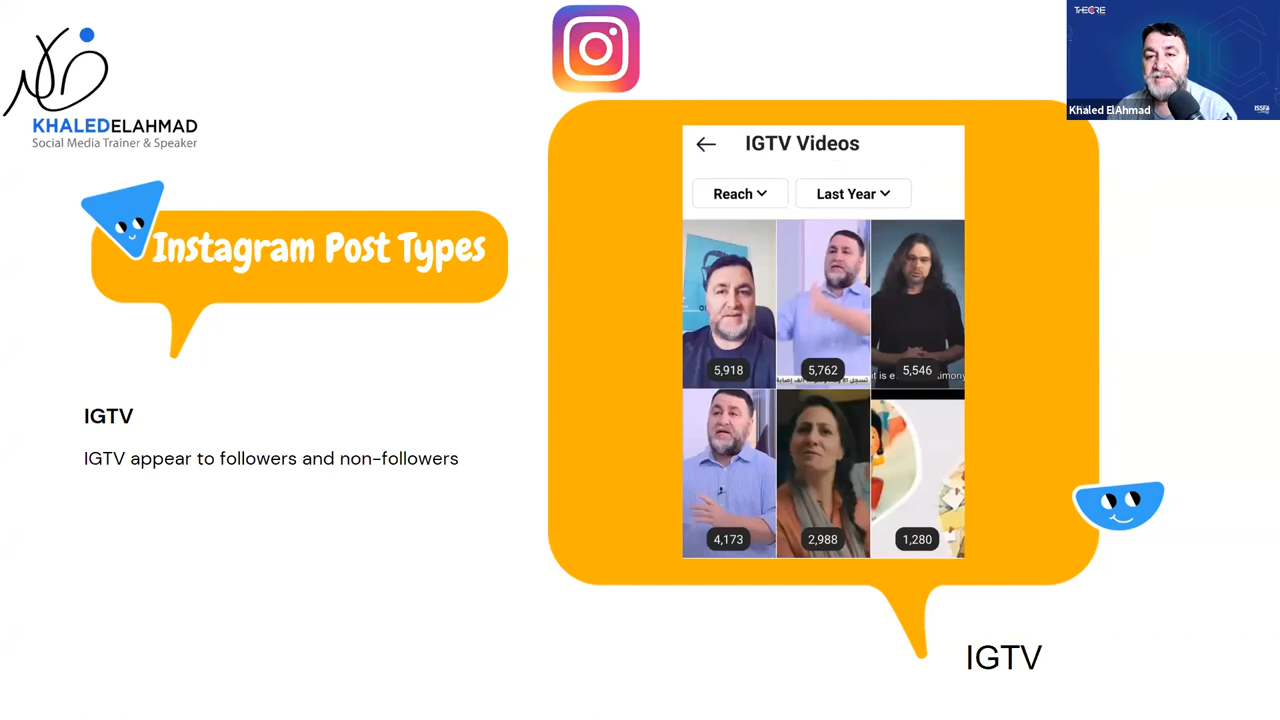 KHALEDELAHMAD
Social Media Trainer & Speaker
Instagram Post Types
IGTV
IGTV appear to followers and non-followers
IGTV Videos
Reach
Last Year
5,918
5,762
5,546
4,173
2,988
1,280
IGTV
THECORE
Khaled ElAhmad